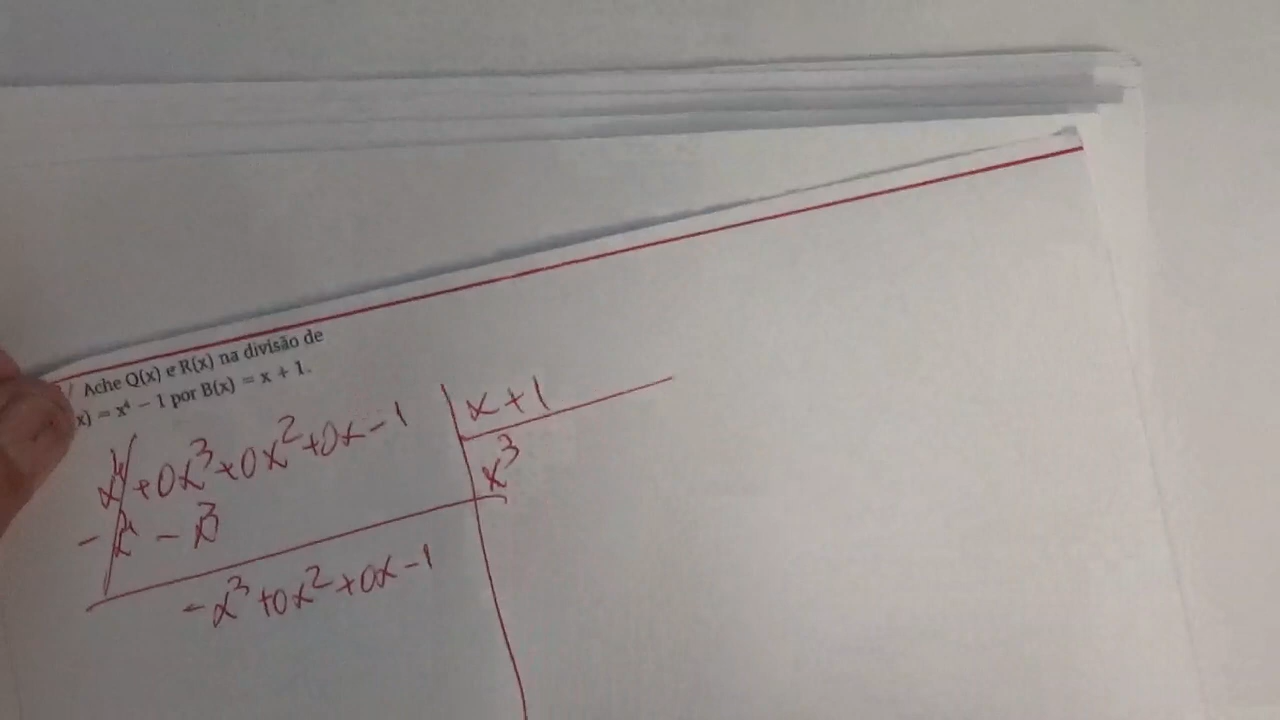 Ache Q(x) e R(x) na divisão de
x) = x⁴ − 1 por B(x) = x + 1.
x⁴+0x³+0x²+0x-1
x+1
x³
-x⁴ - x³
-x³+0x²+0x-1